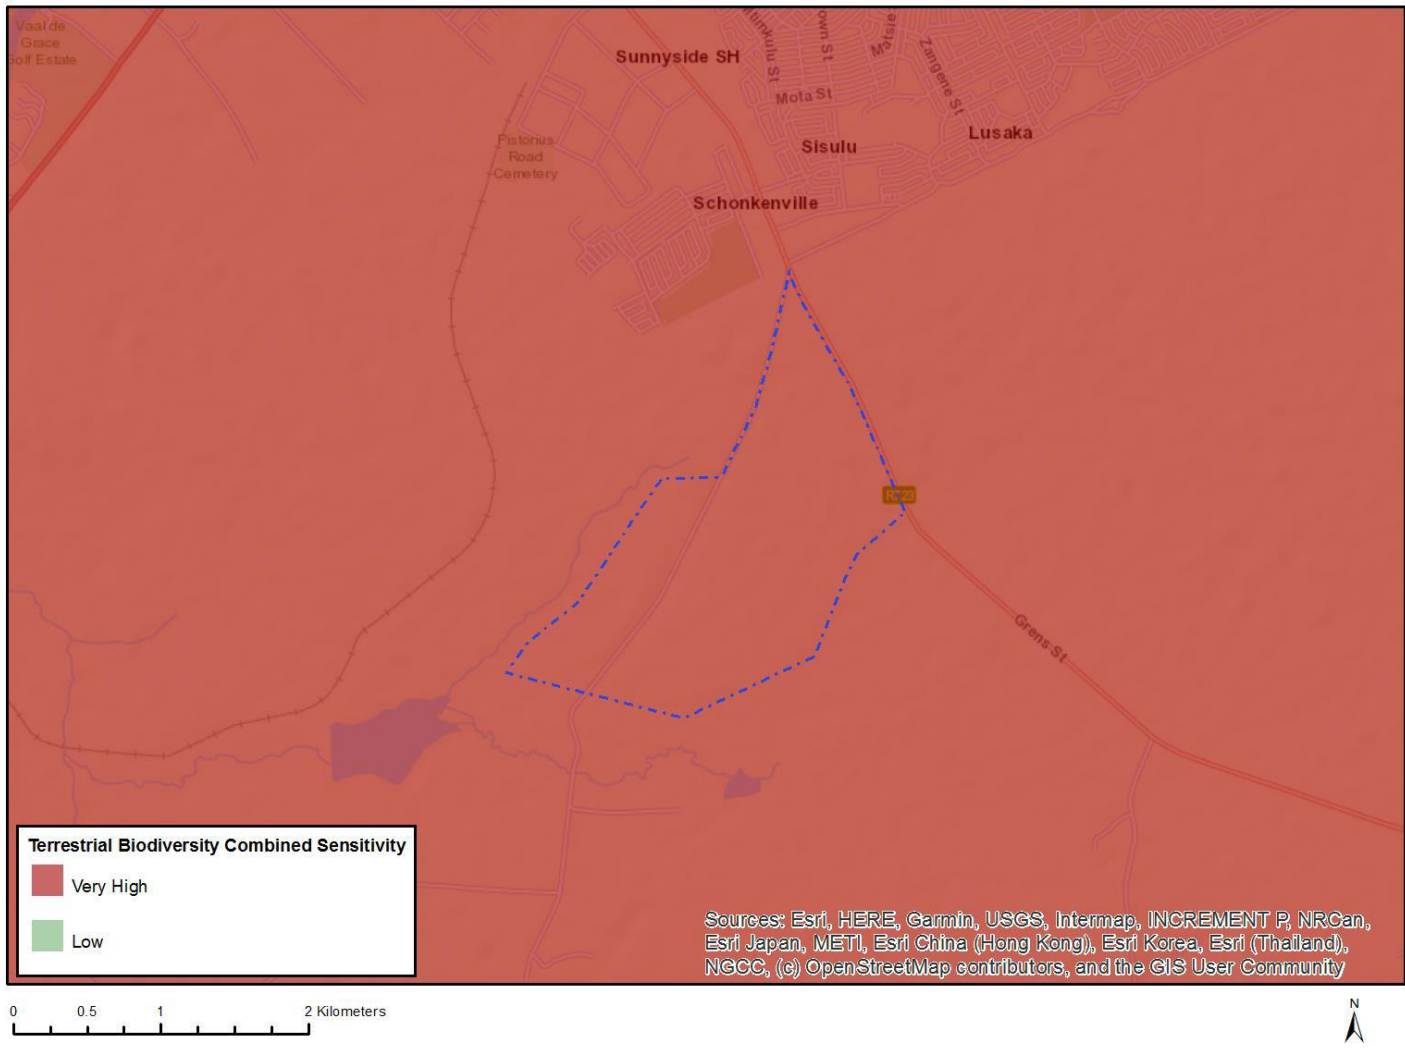 Vaal de
Grace
Golf Estate
Sunnyside SH
own St
Matsie
Zangene St
Mota St
Lusaka
Sisulu
Pistorius
Road
Cemetery
Schonkenville
Grens St
Terrestrial Biodiversity Combined Sensitivity
Very High
Low
Sources: Esri, HERE, Garmin, USGS, Intermap, INCREMENT P, NRCan,
Esri Japan, METI, Esri China (Hong Kong), Esri Korea, Esri (Thailand),
NGCC, (c) OpenStreetMap contributors, and the GIS User Community
0 0.5 1 2 Kilometers
N